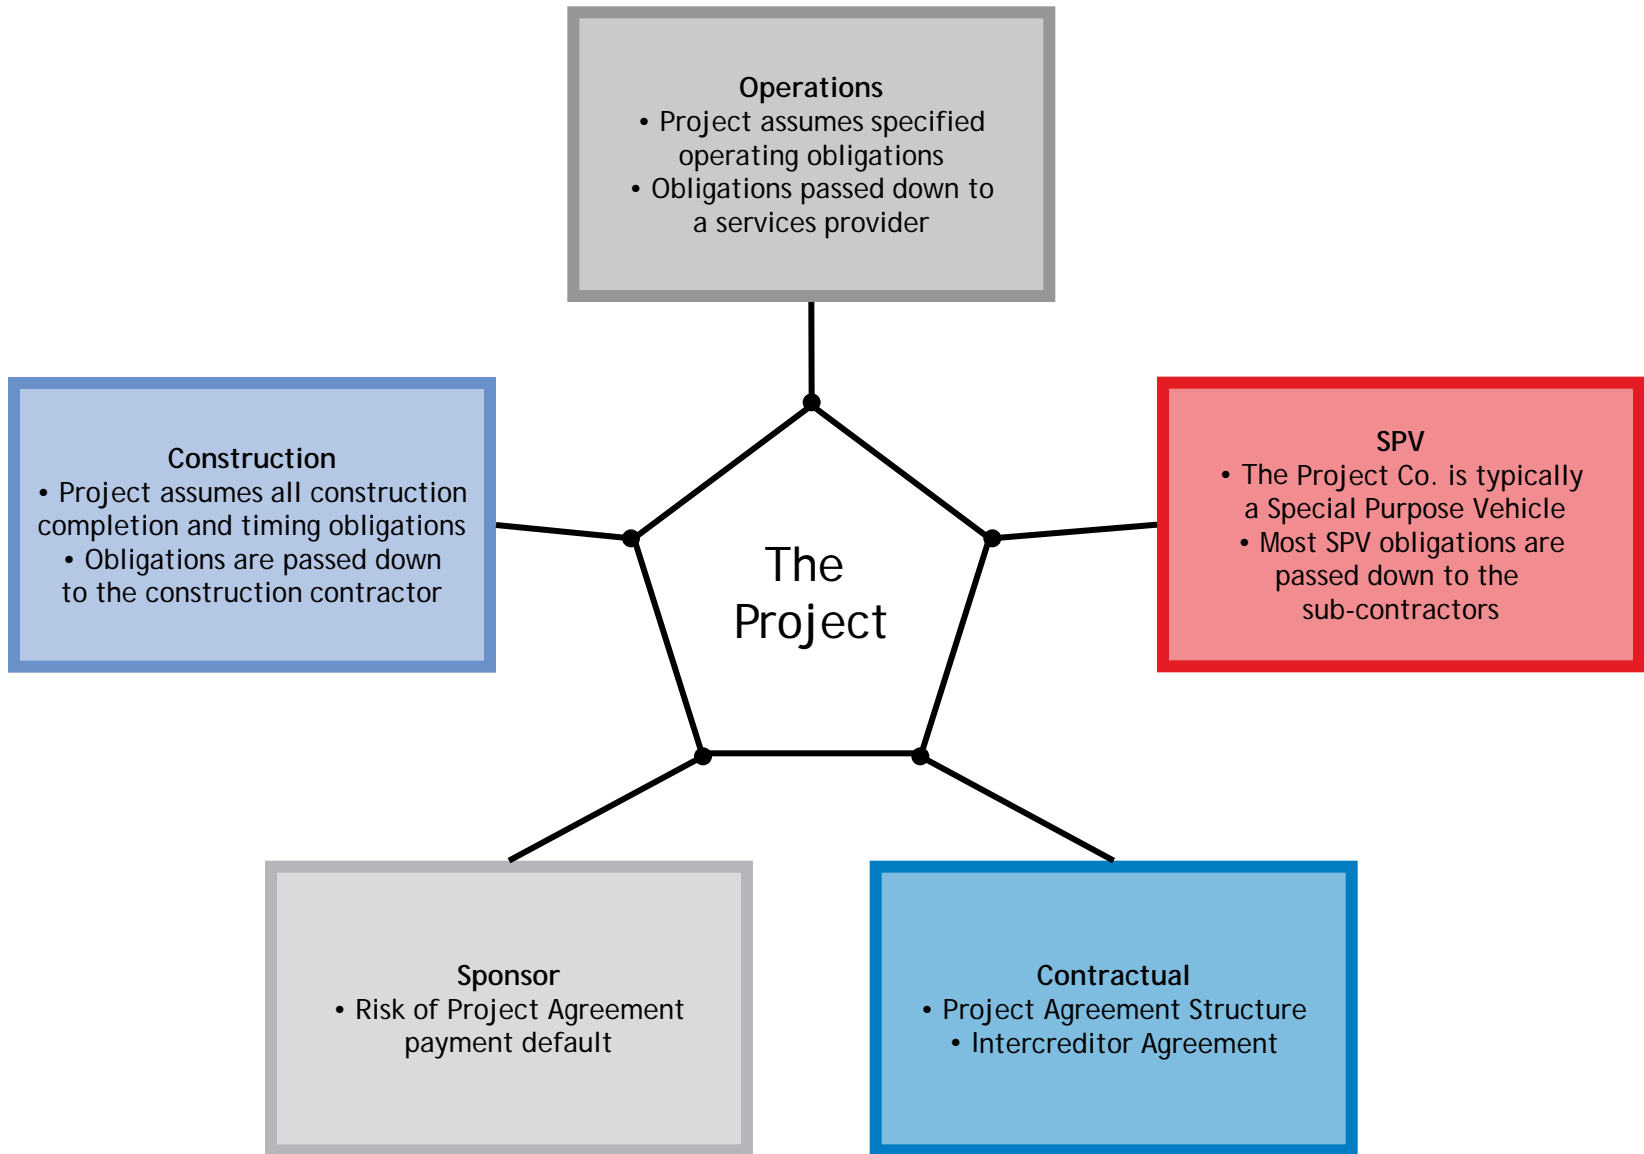 Operations
• Project assumes specified
operating obligations
• Obligations passed down to
a services provider
Construction
• Project assumes all construction
completion and timing obligations
• Obligations are passed down
to the construction contractor
SPV
• The Project Co. is typically
a Special Purpose Vehicle
• Most SPV obligations are
passed down to the
sub-contractors
The
Project
Sponsor
• Risk of Project Agreement
payment default
Contractual
• Project Agreement Structure
• Intercreditor Agreement